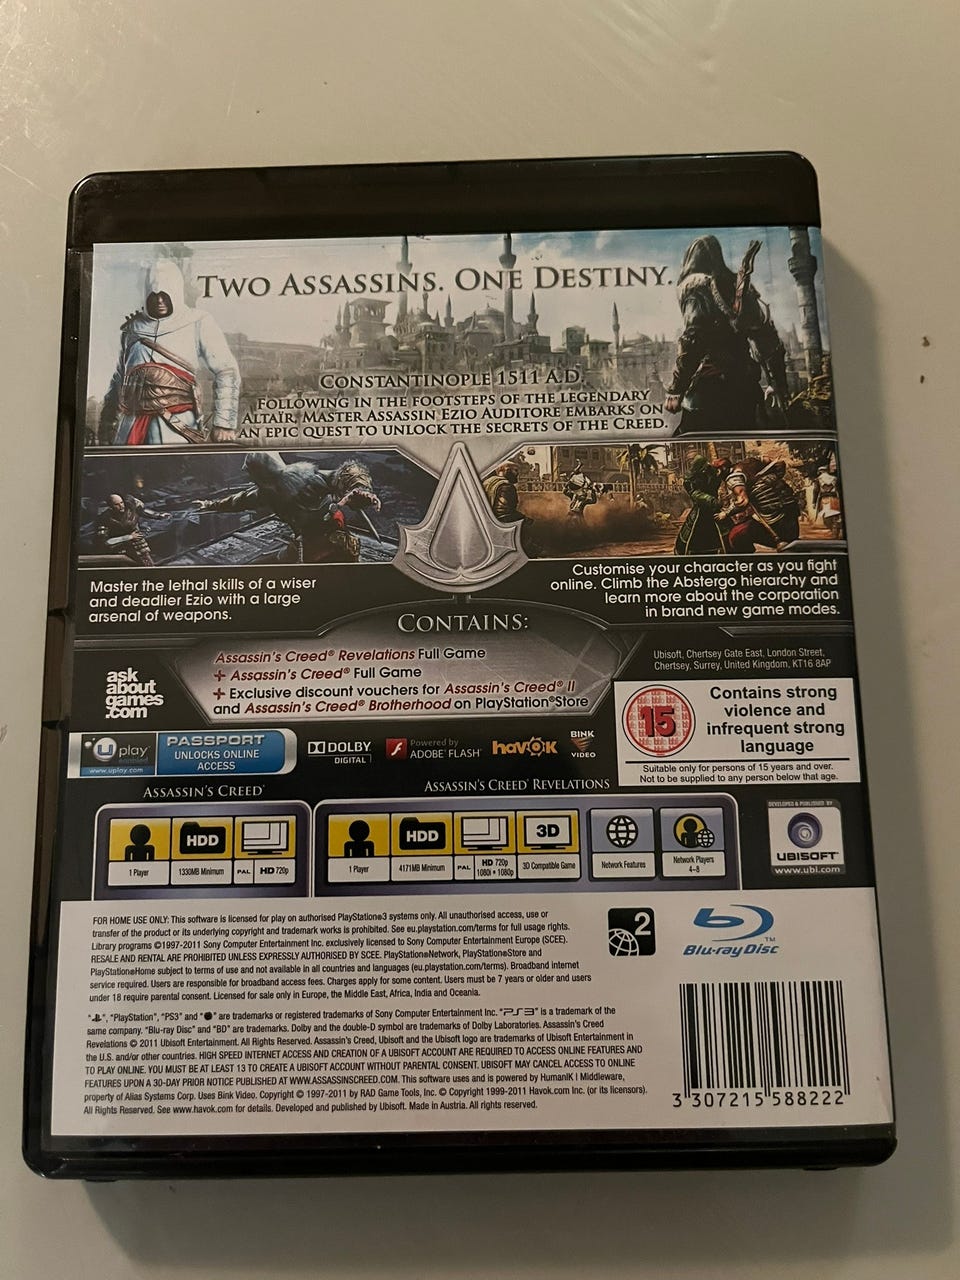 TWO ASSASSINS. ONE DESTINY.
CONSTANTINOPLE 1511 A.D.
FOLLOWING IN THE FOOTSTEPS OF THE LEGENDARY
ALTAÏR, MASTER ASSASSIN EZIO AUDITORE EMBARKS ON
AN EPIC QUEST TO UNLOCK THE SECRETS OF THE CREED.
Master the lethal skills of a wiser
and deadlier Ezio with a large
arsenal of weapons.
Customise your character as you fight
online. Climb the Abstergo hierarchy and
learn more about the corporation
in brand new game modes.
CONTAINS:
Assassin's Creed® Revelations Full Game
+ Assassin's Creed® Full Game
+ Exclusive discount vouchers for Assassin's Creed® II
and Assassin's Creed® Brotherhood on PlayStation®Store
ask
about
games
.com
Ubisoft, Chertsey Gate East, London Street,
Chertsey, Surrey, United Kingdom, KT16 8AP
15
Contains strong
violence and
infrequent strong
language
Suitable only for persons of 15 years and over.
Not to be supplied to any person below that age.
uplay
enabled
www.uplay.com
PASSPORT
UNLOCKS ONLINE
ACCESS
DOLBY
DIGITAL
Powered by
ADOBE® FLASH®
havok
BINK
VIDEO
ASSASSIN'S CREED®
ASSASSIN'S CREED® REVELATIONS
1 Player
HDD
1330MB Minimum
PAL HD 720p
1 Player
HDD
4171MB Minimum
PAL HD 720p
1080i • 1080p
3D
3D Compatible Game
Network Features
Network Players
4-8
DEVELOPED & PUBLISHED BY
UBISOFT®
www.ubi.com
FOR HOME USE ONLY: This software is licensed for play on authorised PlayStation®3 systems only. All unauthorised access, use or
transfer of the product or its underlying copyright and trademark works is prohibited. See eu.playstation.com/terms for full usage rights.
Library programs ©1997-2011 Sony Computer Entertainment Inc. exclusively licensed to Sony Computer Entertainment Europe (SCEE).
RESALE AND RENTAL ARE PROHIBITED UNLESS EXPRESSLY AUTHORISED BY SCEE. PlayStation®Network, PlayStation®Store and
PlayStation®Home subject to terms of use and not available in all countries and languages (eu.playstation.com/terms). Broadband internet
service required. Users are responsible for broadband access fees. Charges apply for some content. Users must be 7 years or older and users
under 18 require parental consent. Licensed for sale only in Europe, the Middle East, Africa, India and Oceania.
2
Blu-ray Disc™
" ", "PlayStation", "PS3" and " " are trademarks or registered trademarks of Sony Computer Entertainment Inc. "PS3" is a trademark of the
same company. "Blu-ray Disc" and "BD" are trademarks. Dolby and the double-D symbol are trademarks of Dolby Laboratories. Assassin's Creed
Revelations © 2011 Ubisoft Entertainment. All Rights Reserved. Assassin's Creed, Ubisoft and the Ubisoft logo are trademarks of Ubisoft Entertainment in
the U.S. and/or other countries. HIGH SPEED INTERNET ACCESS AND CREATION OF A UBISOFT ACCOUNT ARE REQUIRED TO ACCESS ONLINE FEATURES AND
TO PLAY ONLINE. YOU MUST BE AT LEAST 13 TO CREATE A UBISOFT ACCOUNT WITHOUT PARENTAL CONSENT. UBISOFT MAY CANCEL ACCESS TO ONLINE
FEATURES UPON A 30-DAY PRIOR NOTICE PUBLISHED AT WWW.ASSASSINSCREED.COM. This software uses and is powered by HumanIK | Middleware,
property of Alias Systems Corp. Uses Bink Video. Copyright © 1997-2011 by RAD Game Tools, Inc. © Copyright 1999-2011 Havok.com Inc. (or its licensors).
All Rights Reserved. See www.havok.com for details. Developed and published by Ubisoft. Made in Austria. All rights reserved.
3 307215 588222